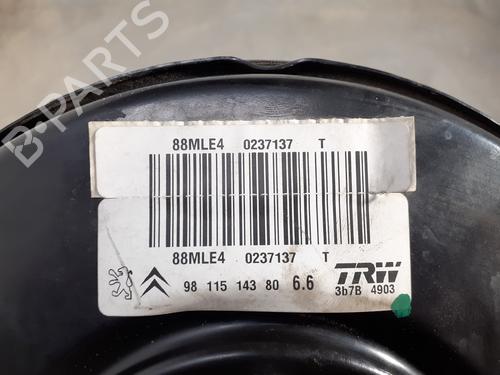 B-PARTS
88MLE4 0237137 T
88MLE4 0237137 T
98 115 143 80 6.6
TRW
3b7B 4903